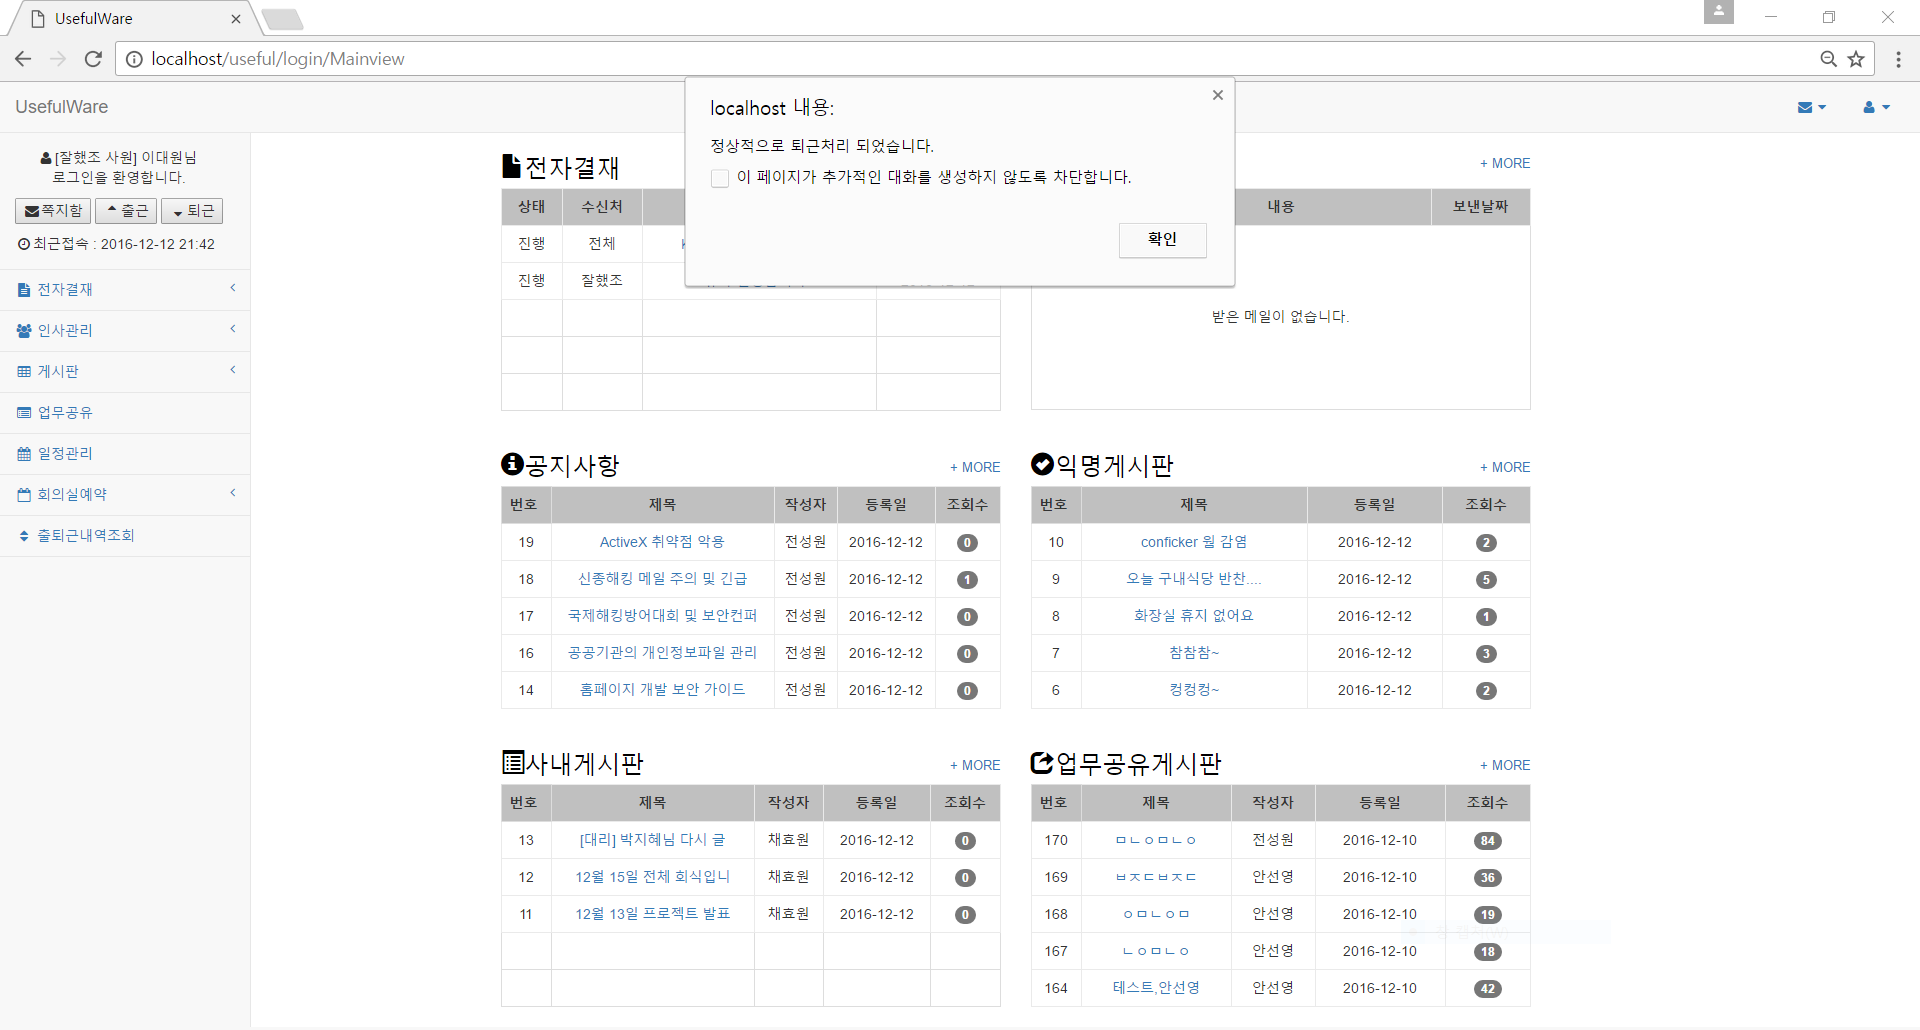 UsefulWare
localhost/useful/login/Mainview
UsefulWare
localhost 내용:
정상적으로 퇴근처리 되었습니다.
이 페이지가 추가적인 대화를 생성하지 않도록 차단합니다.
확인
[잘했조 사원] 이대원님
로그인을 환영합니다.
쪽지함 출근 퇴근
최근접속 : 2016-12-12 21:42
전자결재
인사관리
게시판
업무공유
일정관리
회의실예약
출퇴근내역조회
전자결재
상태 수신처
진행 전체
진행 잘했조
+ MORE
내용 보낸날짜
받은 메일이 없습니다.
공지사항 + MORE
번호 제목 작성자 등록일 조회수
19 ActiveX 취약점 악용 전성원 2016-12-12 0
18 신종해킹 메일 주의 및 긴급 전성원 2016-12-12 1
17 국제해킹방어대회 및 보안컨퍼 전성원 2016-12-12 0
16 공공기관의 개인정보파일 관리 전성원 2016-12-12 0
14 홈페이지 개발 보안 가이드 전성원 2016-12-12 0
익명게시판 + MORE
번호 제목 등록일 조회수
10 conficker 웜 감염 2016-12-12 2
9 오늘 구내식당 반찬.... 2016-12-12 5
8 화장실 휴지 없어요 2016-12-12 1
7 참참참~ 2016-12-12 3
6 컹컹컹~ 2016-12-12 2
사내게시판 + MORE
번호 제목 작성자 등록일 조회수
13 [대리] 박지혜님 다시 글 채효원 2016-12-12 0
12 12월 15일 전체 회식입니 채효원 2016-12-12 0
11 12월 13일 프로젝트 발표 채효원 2016-12-12 0
업무공유게시판 + MORE
번호 제목 작성자 등록일 조회수
170 ㅁㄴㅇㅁㄴㅇ 전성원 2016-12-10 84
169 ㅂㅈㄷㅂㅈㄷ 안선영 2016-12-10 36
168 ㅇㅁㄴㅇㅁ 안선영 2016-12-10 19
167 ㄴㅇㅁㄴㅇ 안선영 2016-12-10 18
164 테스트,안선영 안선영 2016-12-10 42